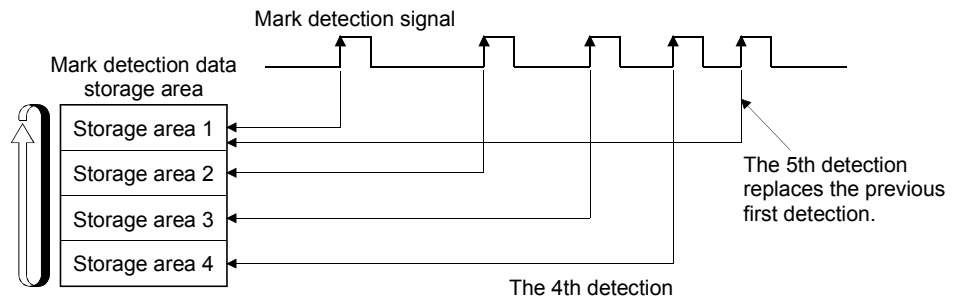 Mark detection signal
Mark detection data
storage area
Storage area 1
Storage area 2
Storage area 3
Storage area 4
The 5th detection
replaces the previous
first detection.
The 4th detection